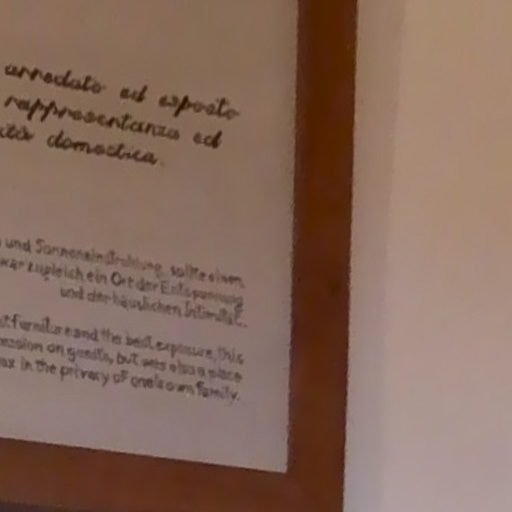 arredato ed esposto
rappresentanza ed
ità domestica.
und Sonneneinstrahlung, sollte einen
war zugleich ein Ort der Entspannung
und der häuslichen Intimität.
st furniture and the best exposure, this
ression on guests, but was also a place
ax in the privacy of one's own family.